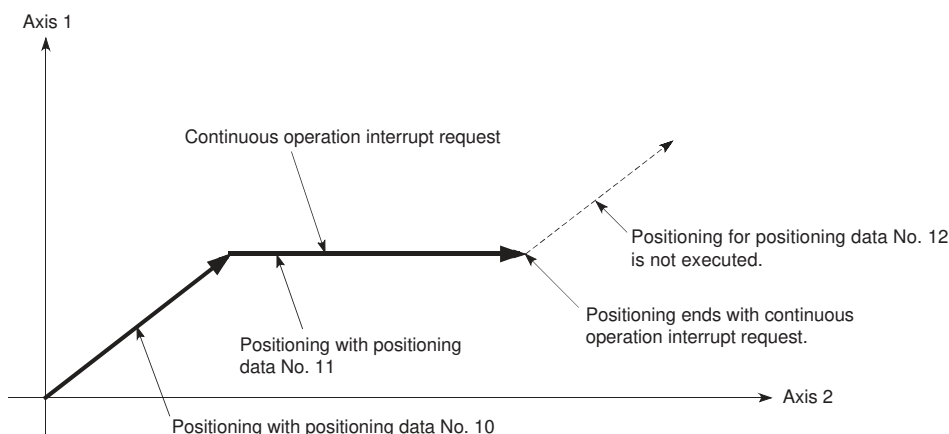 Axis 1
Continuous operation interrupt request
Positioning for positioning data No. 12
is not executed.
Positioning ends with continuous
operation interrupt request.
Positioning with positioning
data No. 11
Axis 2
Positioning with positioning data No. 10